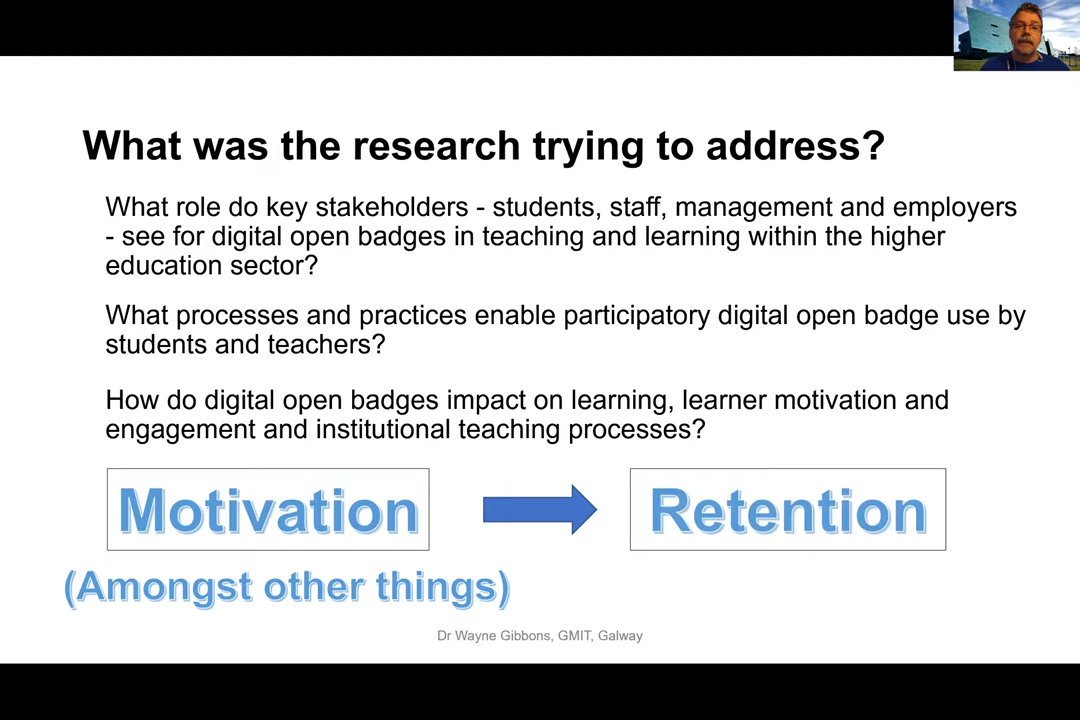 What was the research trying to address?
What role do key stakeholders - students, staff, management and employers
- see for digital open badges in teaching and learning within the higher
education sector?
What processes and practices enable participatory digital open badge use by
students and teachers?
How do digital open badges impact on learning, learner motivation and
engagement and institutional teaching processes?
Motivation
Retention
(Amongst other things)
Dr Wayne Gibbons, GMIT, Galway